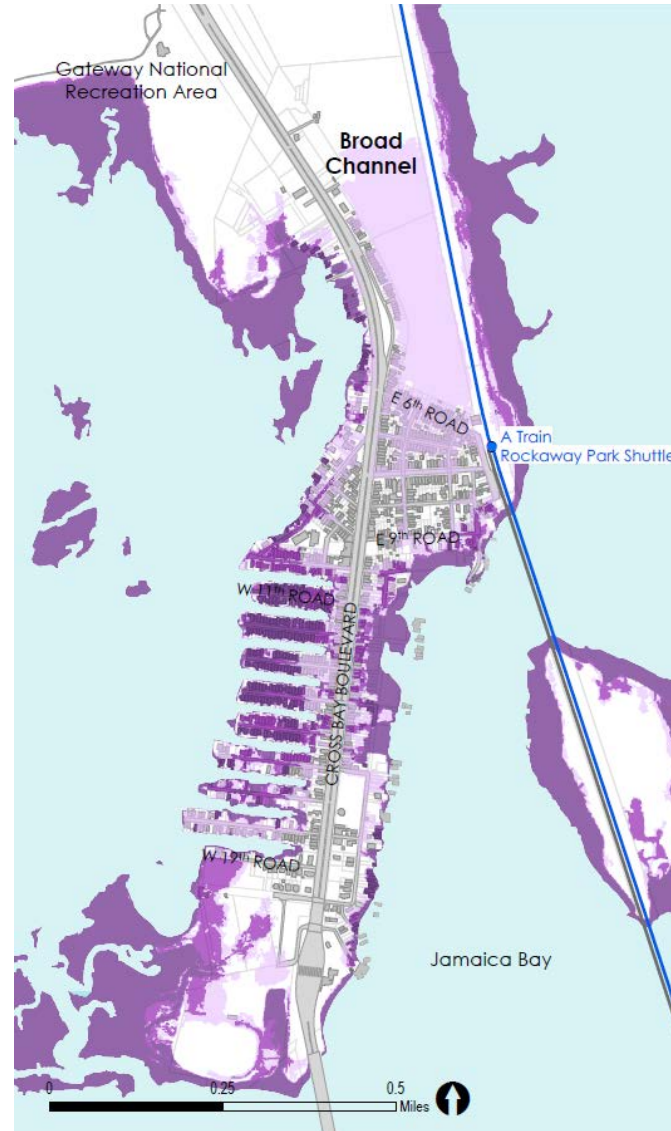 Gateway National
Recreation Area
Broad
Channel
E 6th ROAD
A Train
Rockaway Park Shuttle
E 9th ROAD
W 11th ROAD
CROSS BAY BOULEVARD
W 19th ROAD
Jamaica Bay
0 0.25 0.5
Miles